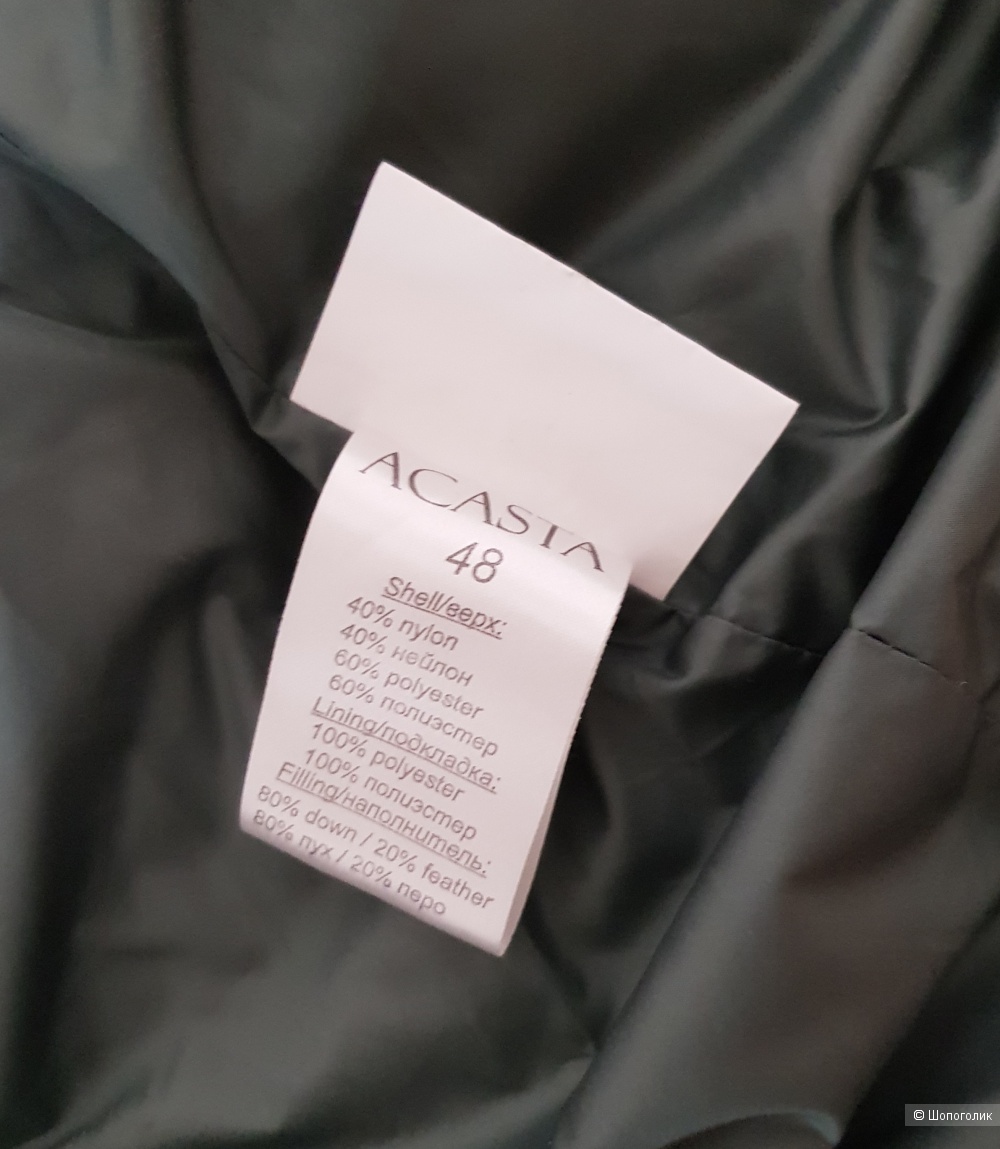 ACASTA
48
Shell/верх:
40% nylon
40% нейлон
60% polyester
60% полиэстер
Lining/подкладка:
100% polyester
100% полиэстер
Filling/наполнитель:
80% down / 20% feather
80% пух / 20% перо
© Шопоголик